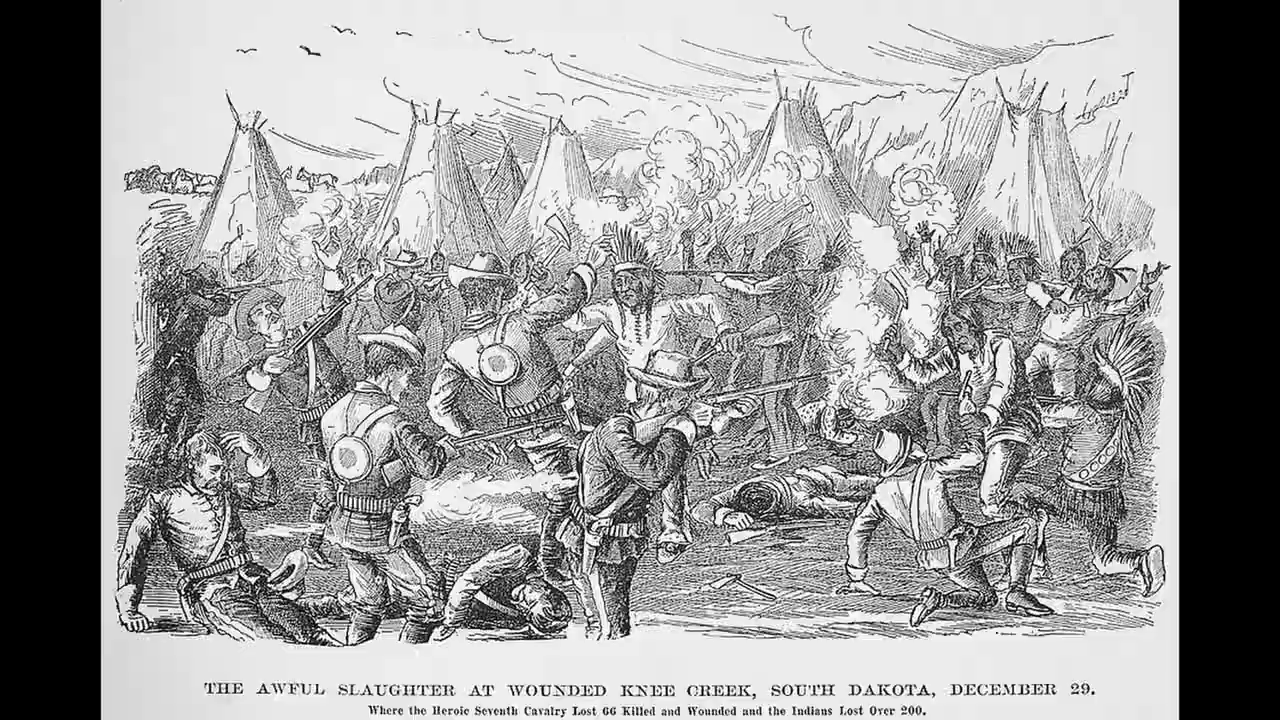 THE AWFUL SLAUGHTER AT WOUNDED KNEE CREEK, SOUTH DAKOTA, DECEMBER 29.
Where the Heroic Seventh Cavalry Lost 66 Killed and Wounded and the Indians Lost Over 200.